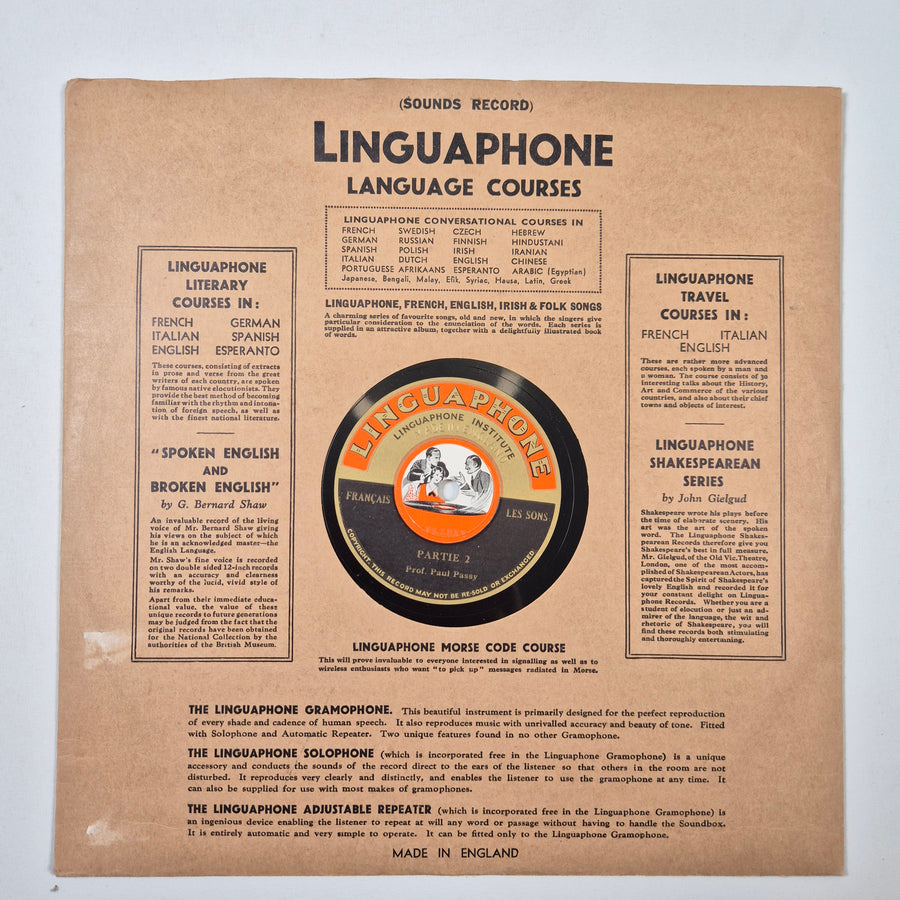 (SOUNDS RECORD)
LINGUAPHONE
LANGUAGE COURSES
LINGUAPHONE CONVERSATIONAL COURSES IN
FRENCH SWEDISH CZECH HEBREW
GERMAN RUSSIAN FINNISH HINDUSTANI
SPANISH POLISH IRISH IRANIAN
ITALIAN DUTCH ENGLISH CHINESE
PORTUGUESE AFRIKAANS ESPERANTO ARABIC (Egyptian)
Japanese, Bengali, Malay, Efik, Syriac, Hausa, Latin, Greek
LINGUAPHONE, FRENCH, ENGLISH, IRISH & FOLK SONGS
A charming series of favourite songs, old and new, in which the singers give
particular consideration to the enunciation of the words. Each series is
supplied in an attractive album, together with a delightfully illustrated book
of words.
LINGUAPHONE
LITERARY
COURSES IN :
FRENCH GERMAN
ITALIAN SPANISH
ENGLISH ESPERANTO
These courses, consisting of extracts
in prose and verse from the great
writers of each country, are spoken
by famous native elocutionists. They
provide the best method of becoming
familiar with the rhythm and intona-
tion of foreign speech, as well as
with the finest national literature.
"SPOKEN ENGLISH
AND
BROKEN ENGLISH"
by G. Bernard Shaw
An invaluable record of the living
voice of Mr. Bernard Shaw giving
his views on the subject of which
he is an acknowledged master—the
English Language.
Mr. Shaw's fine voice is recorded
on two double sided 12-inch records
with an accuracy and clearness
worthy of the lucid, vivid style of
his remarks.
Apart from their immediate educa-
tional value, the value of these
unique records to future generations
may be judged from the fact that the
original records have been obtained
for the National Collection by the
authorities of the British Museum.
LINGUAPHONE
TRAVEL
COURSES IN :
FRENCH ITALIAN
ENGLISH
These are rather more advanced
courses, each spoken by a man and
a woman. The course consists of 30
interesting talks about the History,
Art and Commerce of the various
countries, and also about their chief
towns and objects of interest.
LINGUAPHONE
SHAKESPEAREAN
SERIES
by John Gielgud
Shakespeare wrote his plays before
the time of elaborate scenery. His
art was the art of the spoken
word. The Linguaphone Shakes-
pearean Records therefore give you
Shakespeare's best in full measure.
Mr. Gielgud, of the Old Vic. Theatre,
London, one of the most accom-
plished of Shakespearean Actors, has
captured the Spirit of Shakespeare's
lovely English and recorded it for
your constant delight on Lingua-
phone Records. Whether you are a
student of elocution or just an ad-
mirer of the language, the wit and
rhetoric of Shakespeare, you will
find these records both stimulating
and thoroughly entertaining.
LINGUAPHONE
LINGUAPHONE INSTITUTE
FRANÇAIS
LES SONS
PARTIE 2
Prof. Paul Passy
COPYRIGHT, THIS RECORD MAY NOT BE RE-SOLD OR EXCHANGED
LINGUAPHONE MORSE CODE COURSE
This will prove invaluable to everyone interested in signalling as well as to
wireless enthusiasts who want "to pick up" messages radiated in Morse.
THE LINGUAPHONE GRAMOPHONE. This beautiful instrument is primarily designed for the perfect reproduction
of every shade and cadence of human speech. It also reproduces music with unrivalled accuracy and beauty of tone. Fitted
with Solophone and Automatic Repeater. Two unique features found in no other Gramophone.
THE LINGUAPHONE SOLOPHONE (which is incorporated free in the Linguaphone Gramophone) is a unique
accessory and conducts the sounds of the record direct to the ears of the listener so that others in the room are not
disturbed. It reproduces very clearly and distinctly, and enables the listener to use the gramophone at any time. It
can also be supplied for use with most makes of gramophones.
THE LINGUAPHONE ADJUSTABLE REPEATER (which is incorporated free in the Linguaphone Gramophone) is
an ingenious device enabling the listener to repeat at will any word or passage without having to handle the Soundbox.
It is entirely automatic and very simple to operate. It can be fitted only to the Linguaphone Gramophone.
MADE IN ENGLAND